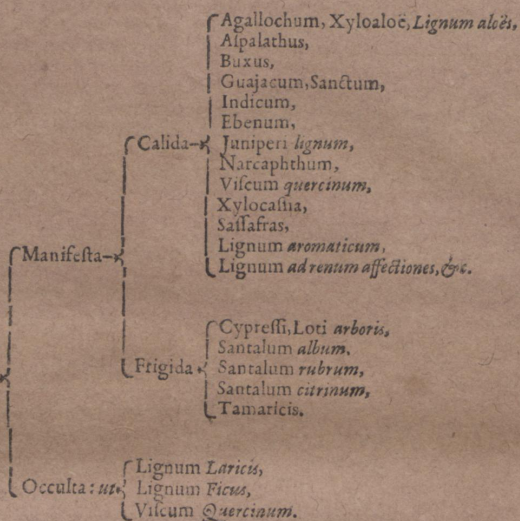 Agallochum, Xyloaloë, Lignum aloës,
Aſpalathus,
Buxus,
Guajacum, Sanctum,
Indicum,
Ebenum,
Calida
Juniperi lignum,
Narcaphthum,
Viſcum quercinum,
Xylocaſſia,
Saſſafras,
Lignum aromaticum,
Manifeſta
Lignum ad renum affectiones, &c.
Cypreſſi, Loti arboris,
Santalum album,
Frigida
Santalum rubrum,
Santalum citrinum,
Tamaricis.
Lignum Laricis,
Occulta: ut
Lignum Ficus,
Viſcum Quercinum.